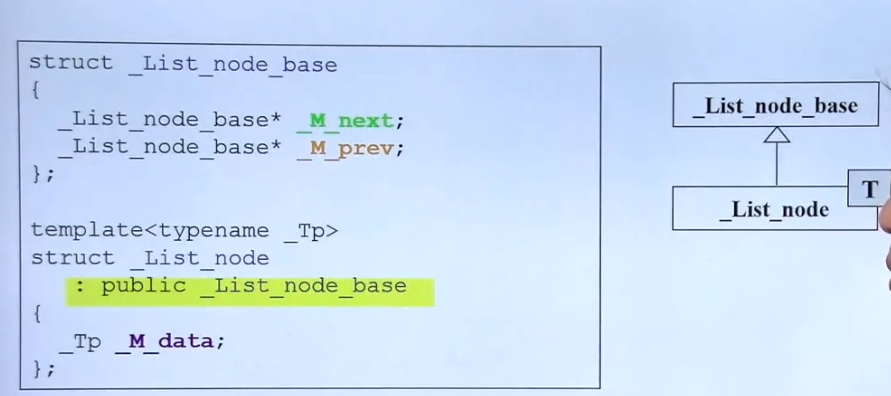 struct _List_node_base
{
_List_node_base* _M_next;
_List_node_base* _M_prev;
};
template<typename _Tp>
struct _List_node
: public _List_node_base
{
_Tp _M_data;
};
_List_node_base
T
_List_node